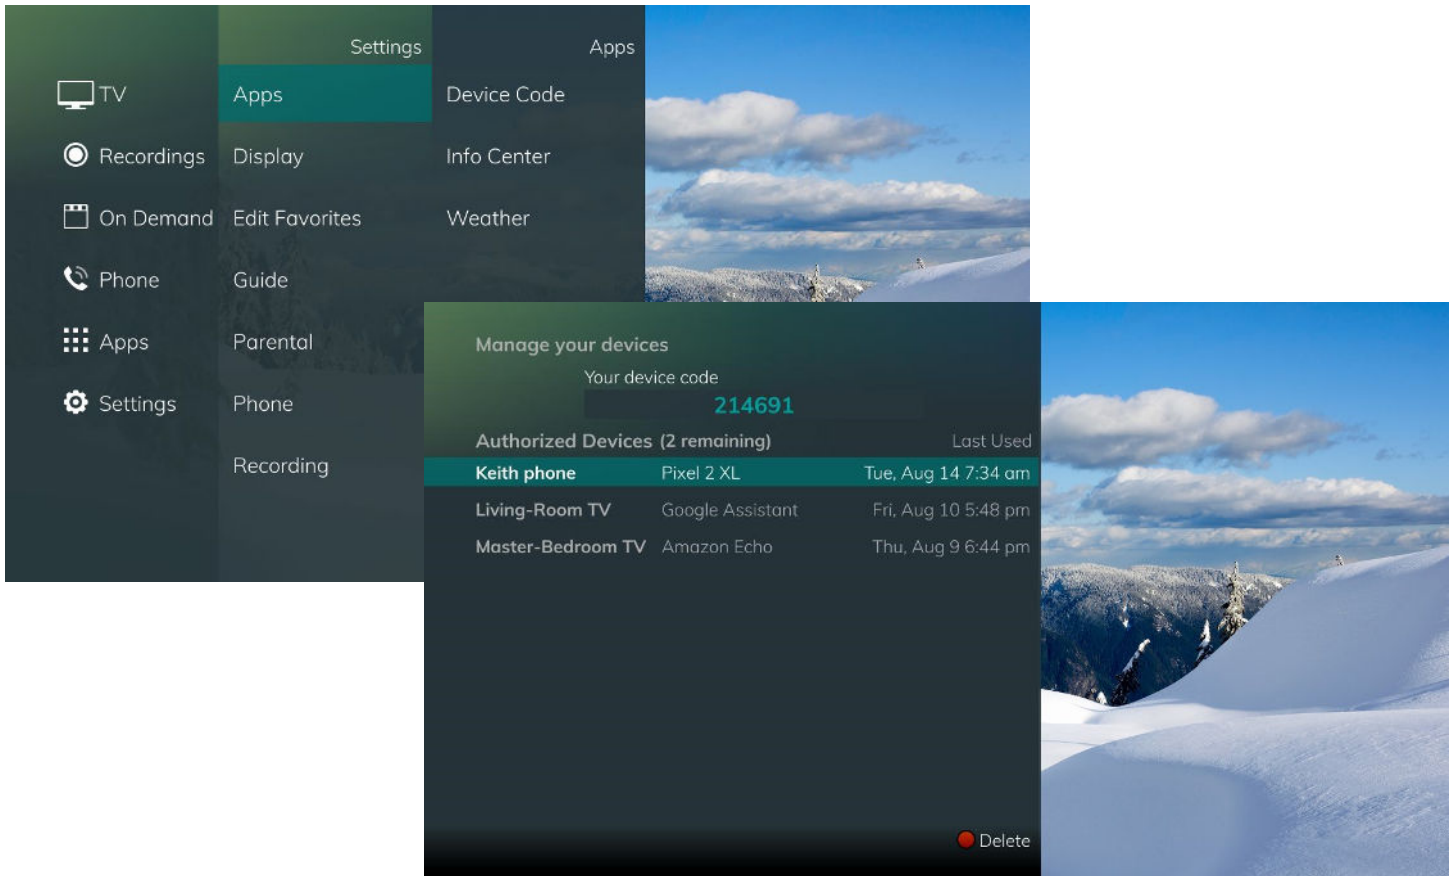 Settings
Apps
TV
Apps
Device Code
Recordings
Display
Info Center
On Demand
Edit Favorites
Weather
Phone
Guide
Apps
Parental
Settings
Phone
Recording
Manage your devices
Your device code
214691
Authorized Devices (2 remaining) Last Used
Keith phone Pixel 2 XL Tue, Aug 14 7:34 am
Living-Room TV Google Assistant Fri, Aug 10 5:48 pm
Master-Bedroom TV Amazon Echo Thu, Aug 9 6:44 pm
Delete